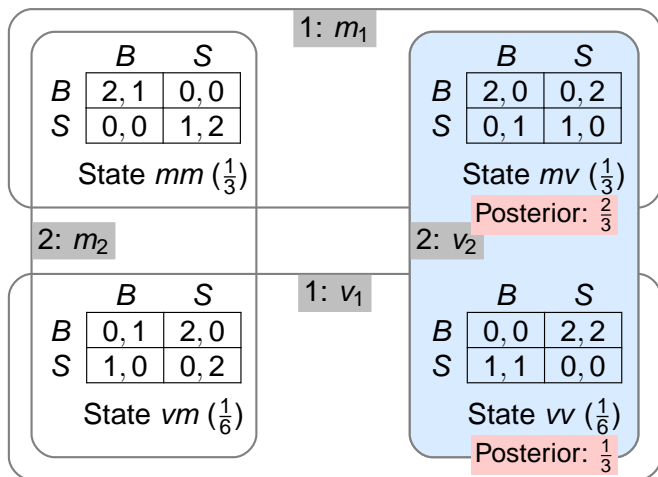 1: m₁
B S
B 2, 1 0, 0
S 0, 0 1, 2
State mm (1/3)
B S
B 2, 0 0, 2
S 0, 1 1, 0
State mv (1/3)
Posterior: 2/3
2: m₂
2: v₂
1: v₁
B S
B 0, 1 2, 0
S 1, 0 0, 2
State vm (1/6)
B S
B 0, 0 2, 2
S 1, 1 0, 0
State vv (1/6)
Posterior: 1/3